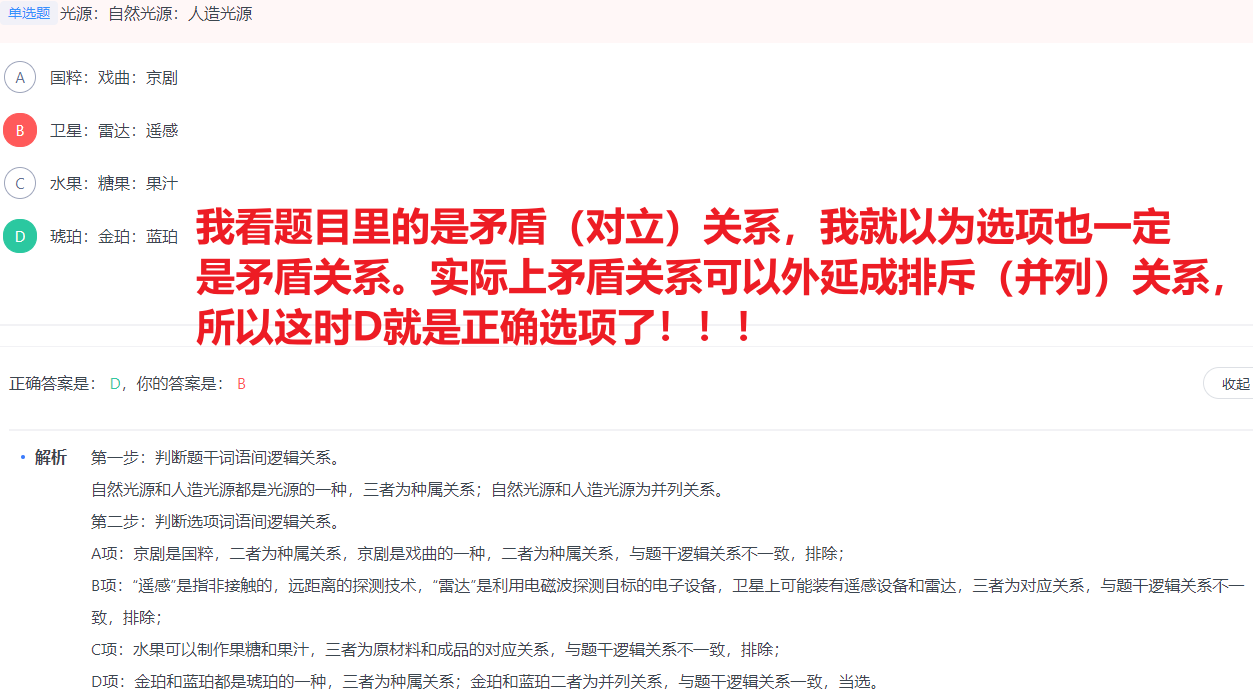 单选题 光源：自然光源：人造光源
A 国粹：戏曲：京剧
B 卫星：雷达：遥感
C 水果：糖果：果汁
D 琥珀：金珀：蓝珀
我看题目里的是矛盾（对立）关系，我就以为选项也一定
是矛盾关系。实际上矛盾关系可以外延成排斥（并列）关系，
所以这时D就是正确选项了！！！
正确答案是： D，你的答案是： B
收起
• 解析 第一步：判断题干词语间逻辑关系。
自然光源和人造光源都是光源的一种，三者为种属关系；自然光源和人造光源为并列关系。
第二步：判断选项词语间逻辑关系。
A项：京剧是国粹，二者为种属关系，京剧是戏曲的一种，二者为种属关系，与题干逻辑关系不一致，排除；
B项：“遥感”是指非接触的，远距离的探测技术，“雷达”是利用电磁波探测目标的电子设备，卫星上可能装有遥感设备和雷达，三者为对应关系，与题干逻辑关系不一
致，排除；
C项：水果可以制作果糖和果汁，三者为原材料和成品的对应关系，与题干逻辑关系不一致，排除；
D项：金珀和蓝珀都是琥珀的一种，三者为种属关系；金珀和蓝珀二者为并列关系，与题干逻辑关系一致，当选。